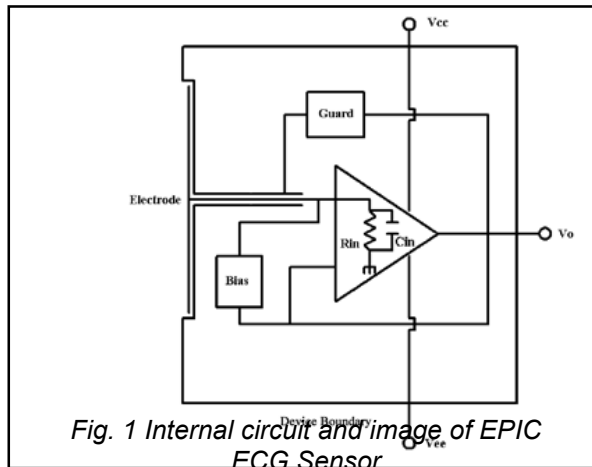 Vcc
Guard
Electrode
Rin
Cin
Vo
Bias
Device Boundary
Fig. 1 Internal circuit and image of EPIC
Vee
ECG Sensor